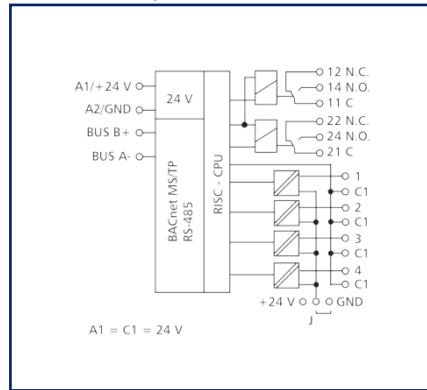 A1/+24 V
A2/GND
BUS B+
BUS A-
24 V
BACnet MS/TP
RS-485
RISC - CPU
12 N.C.
14 N.O.
11 C
22 N.C.
24 N.O.
21 C
1
C1
2
C1
3
C1
4
C1
+24 V
GND
J
A1 = C1 = 24 V